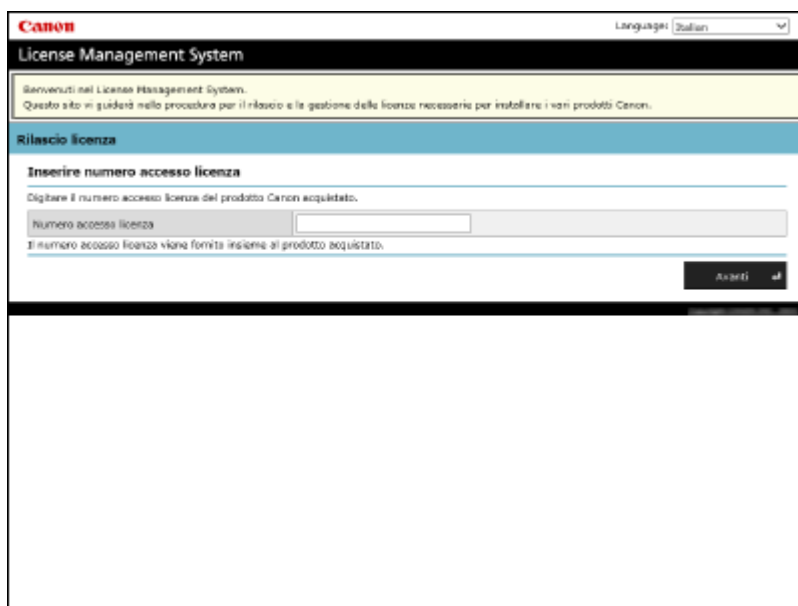 Canon
Language: Italian
License Management System
Benvenuti nel License Management System.
Questo sito vi guiderà nella procedura per il rilascio e la gestione delle licenze necessarie per installare i vari prodotti Canon.
Rilascio licenza
Inserire numero accesso licenza
Digitare il numero accesso licenza del prodotto Canon acquistato.
Numero accesso licenza
Il numero accesso licenza viene fornito insieme al prodotto acquistato.
Avanti